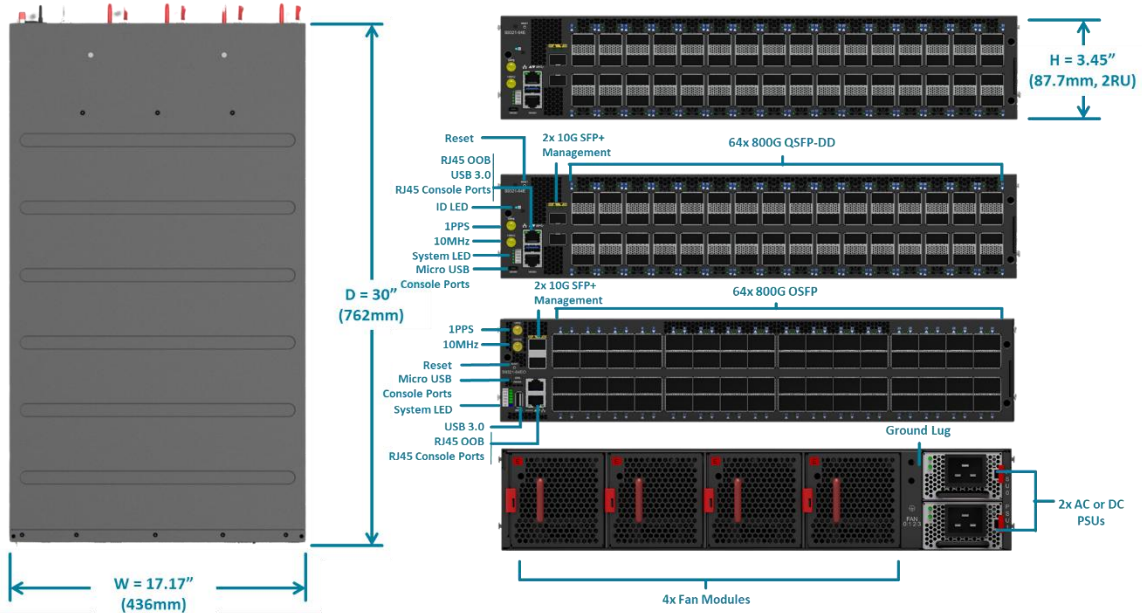 H = 3.45”
(87.7mm, 2RU)
Reset
2x 10G SFP+
Management
64x 800G QSFP-DD
RJ45 OOB
USB 3.0
RJ45 Console Ports
ID LED
1PPS
10MHz
System LED
Micro USB
Console Ports
D = 30”
(762mm)
2x 10G SFP+
Management
64x 800G OSFP
1PPS
10MHz
Reset
Micro USB
Console Ports
System LED
USB 3.0
RJ45 OOB
RJ45 Console Ports
Ground Lug
FAN
2x AC or DC
PSUs
W = 17.17”
(436mm)
4x Fan Modules